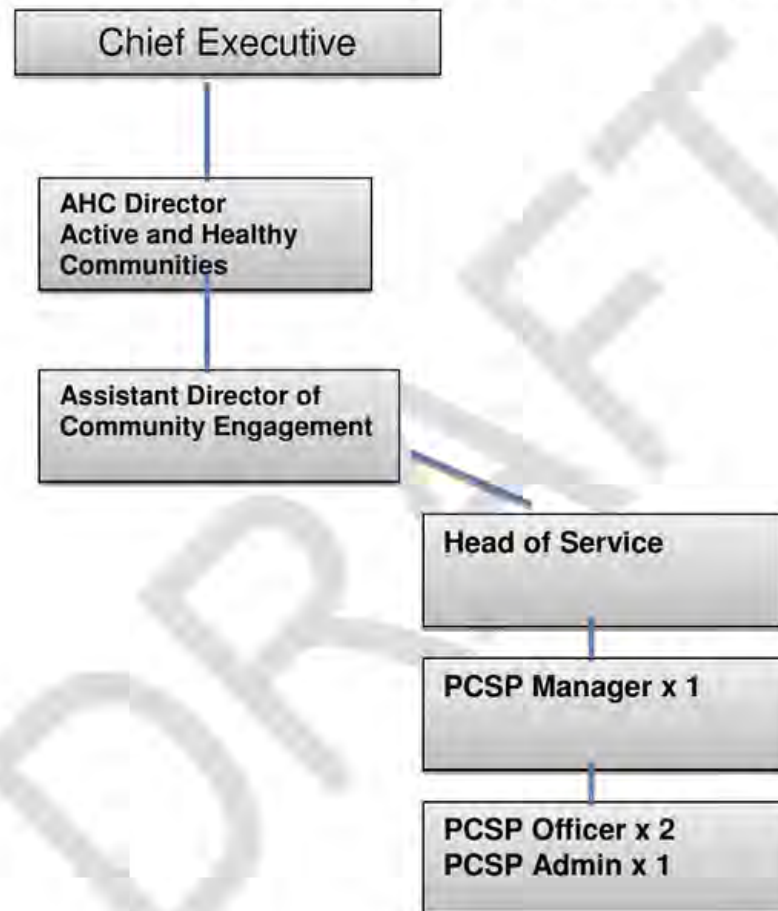 Chief Executive
AHC Director
Active and Healthy
Communities
Assistant Director of
Community Engagement
Head of Service
PCSP Manager x 1
PCSP Officer x 2
PCSP Admin x 1
DRAFT